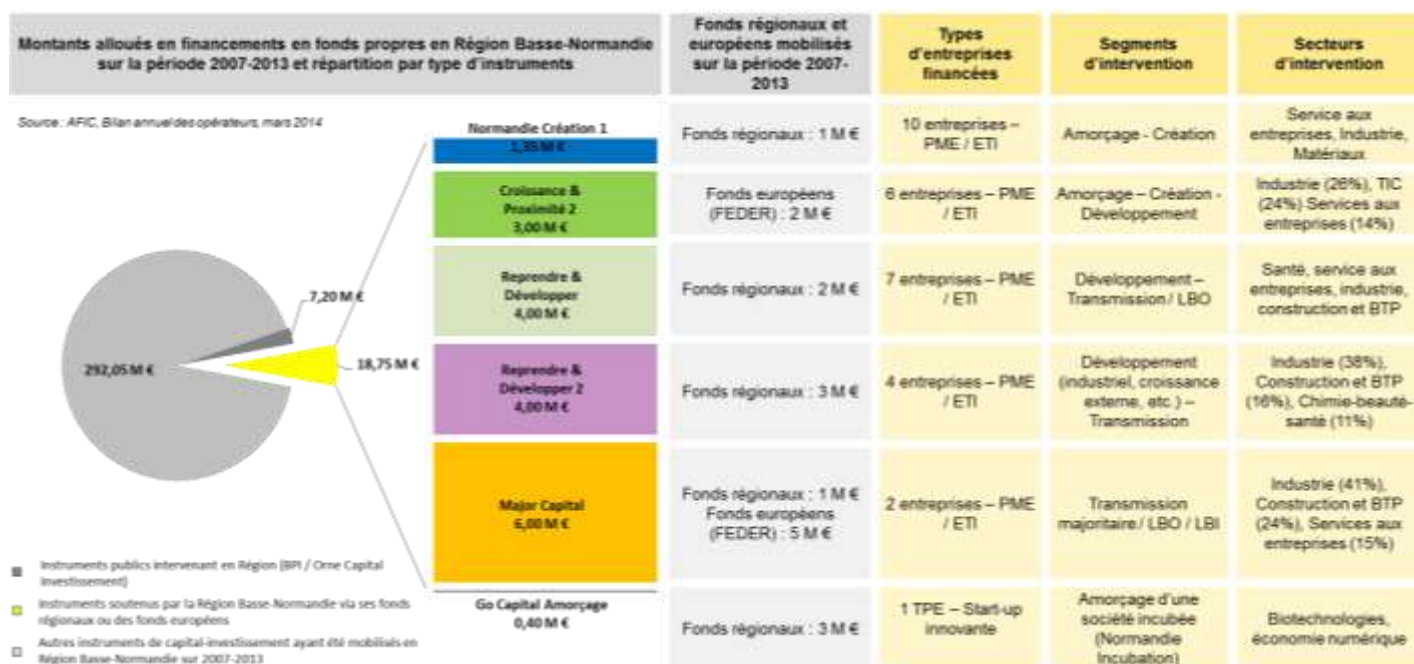 Montants alloués en financements en fonds propres en Région Basse-Normandie
sur la période 2007-2013 et répartition par type d'instruments
Fonds régionaux et
européens mobilisés
sur la période 2007-
2013
Types
d'entreprises
financées
Segments
d'intervention
Secteurs
d'intervention
Source : AFIC, Bilan annuel des opérateurs, mars 2014
Normandie Création 1
1,35 M €
Fonds régionaux : 1 M €
10 entreprises –
PME / ETI
Amorçage - Création
Service aux
entreprises, Industrie,
Matériaux
Croissance &
Proximité 2
3,00 M €
Fonds européens
(FEDER) : 2 M €
6 entreprises – PME
/ ETI
Amorçage – Création -
Développement
Industrie (26%), TIC
(24%) Services aux
entreprises (14%)
Reprendre &
Développer
4,00 M €
Fonds régionaux : 2 M €
7 entreprises – PME
/ ETI
Développement –
Transmission / LBO
Santé, service aux
entreprises, industrie,
construction et BTP
7,20 M €
18,75 M €
292,05 M €
Reprendre &
Développer 2
4,00 M €
Fonds régionaux : 3 M €
4 entreprises – PME
/ ETI
Développement
(industriel, croissance
externe, etc.) –
Transmission
Industrie (38%),
Construction et BTP
(16%), Chimie-beauté-
santé (11%)
Major Capital
6,00 M €
Fonds régionaux : 1 M €
Fonds européens
(FEDER) : 5 M €
2 entreprises – PME
/ ETI
Transmission
majoritaire / LBO / LBI
Industrie (41%),
Construction et BTP
(24%), Services aux
entreprises (15%)
Go Capital Amorçage
0,40 M €
Fonds régionaux : 3 M €
1 TPE – Start-up
innovante
Amorçage d'une
société incubée
(Normandie
Incubation)
Biotechnologies,
économie numérique
Instruments publics intervenant en Région (BPI / Orne Capital
Investissement)
Instruments soutenus par la Région Basse-Normandie via ses fonds
régionaux ou des fonds européens
Autres instruments de capital-investissement ayant été mobilisés en
Région Basse-Normandie sur 2007-2013